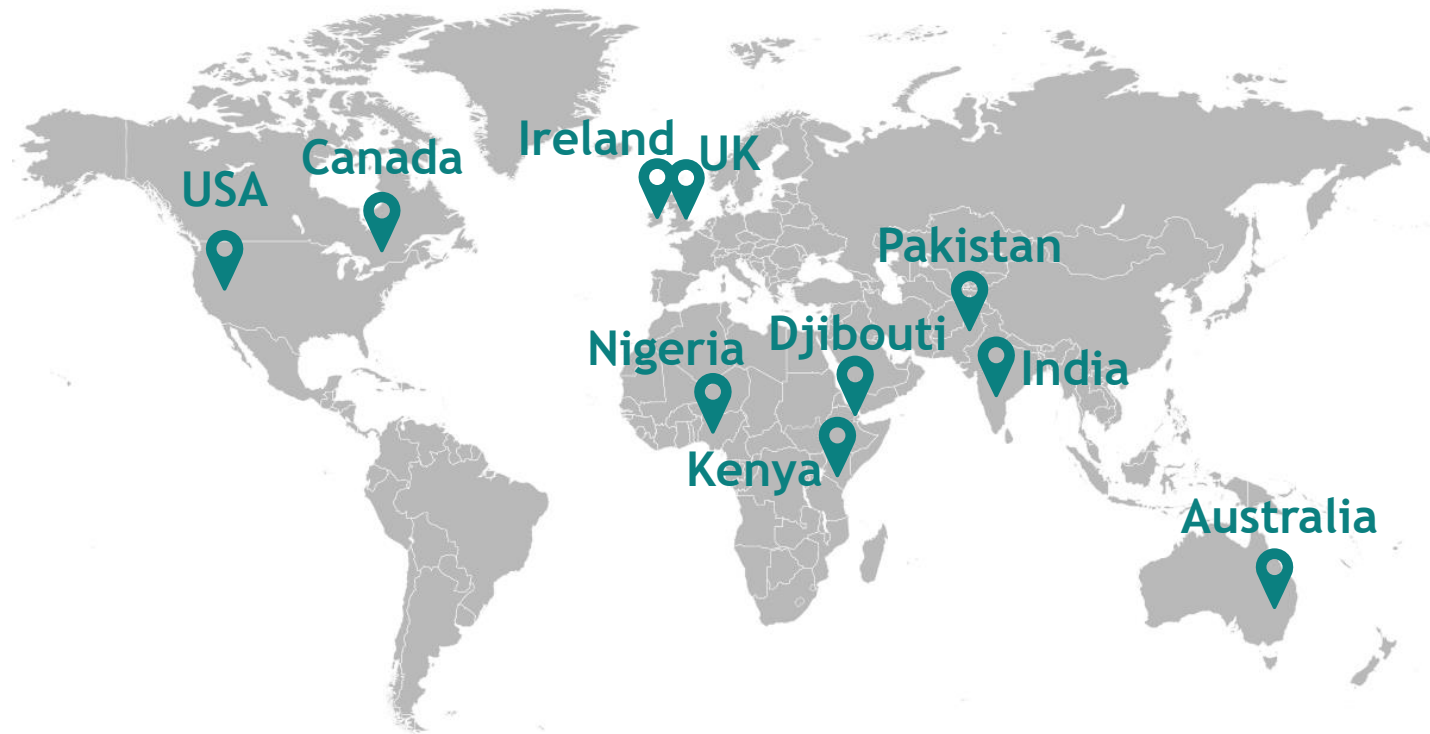 Ireland
UK
Canada
USA
Pakistan
Djibouti
Nigeria
India
Kenya
Australia